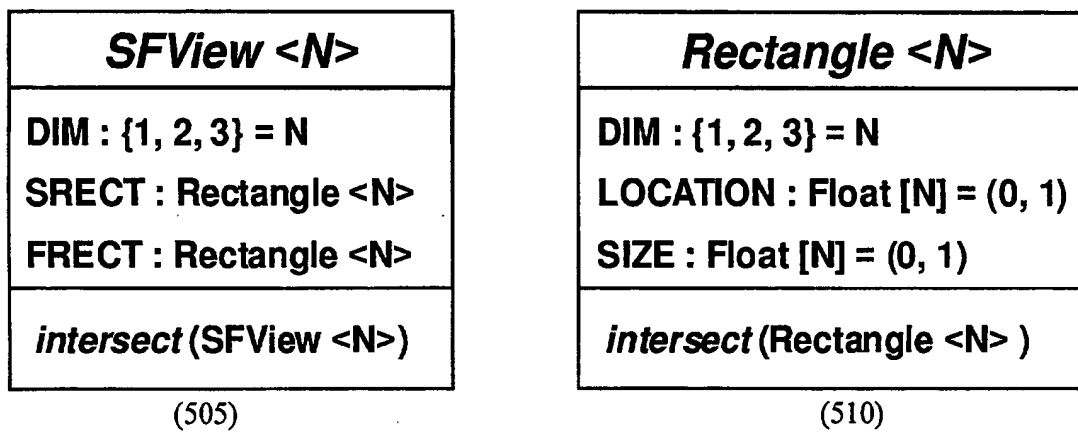 SFView <N>
DIM : {1, 2, 3} = N
SRECT : Rectangle <N>
FRECT : Rectangle <N>
intersect (SFView <N>)
(505)
Rectangle <N>
DIM : {1, 2, 3} = N
LOCATION : Float [N] = (0, 1)
SIZE : Float [N] = (0, 1)
intersect (Rectangle <N> )
(510)